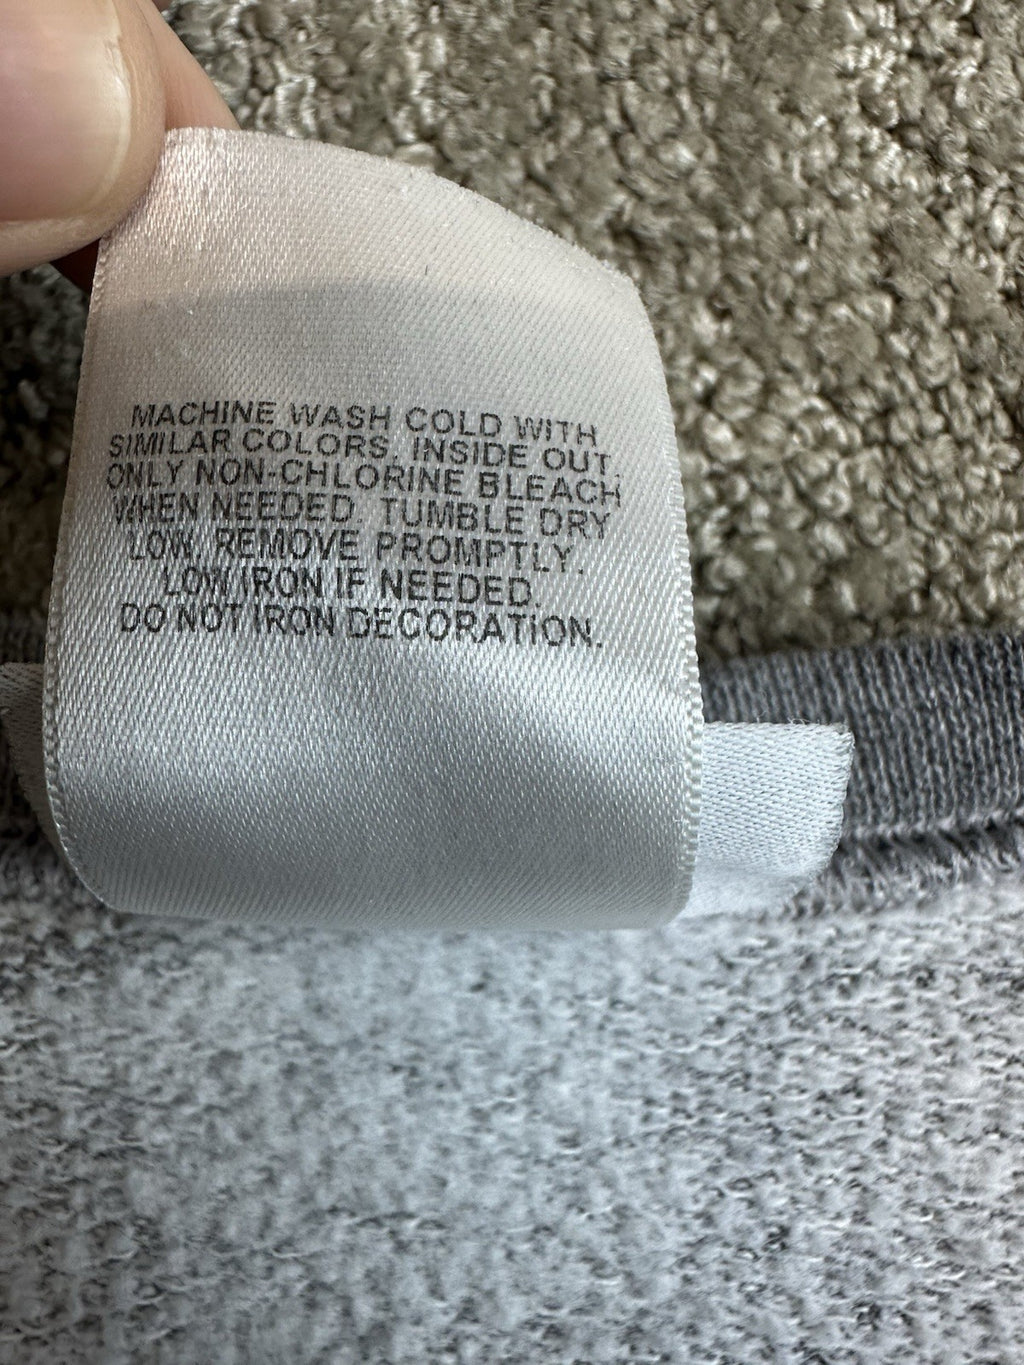 MACHINE WASH COLD WITH
SIMILAR COLORS. INSIDE OUT.
ONLY NON-CHLORINE BLEACH
WHEN NEEDED. TUMBLE DRY
LOW. REMOVE PROMPTLY.
LOW IRON IF NEEDED.
DO NOT IRON DECORATION.